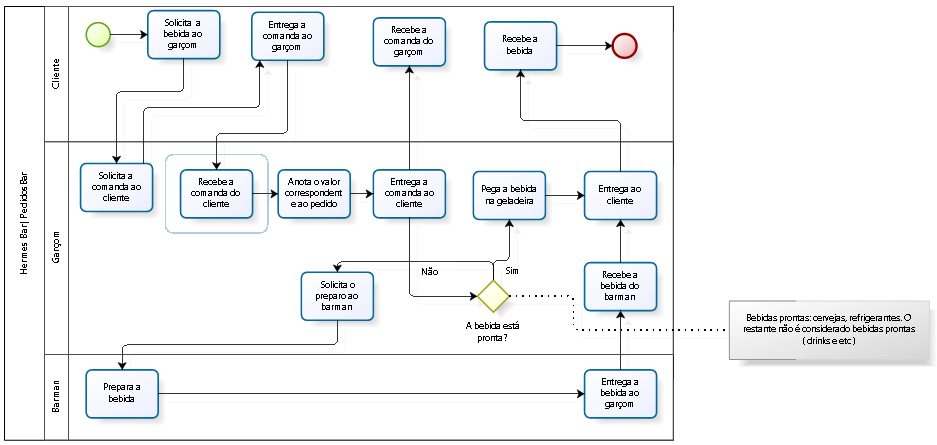 Hermes Bar| Pedidos Bar
Cliente
Solicita a
bebida ao
garçom
Entrega a
comanda ao
garçom
Recebe a
comanda do
garçom
Recebe a
bebida
Garçom
Solicita a
comanda ao
cliente
Recebe a
comanda do
cliente
Anota o valor
correspondent
e ao pedido
Entrega a
comanda ao
cliente
Pega a bebida
na geladeira
Entrega ao
cliente
Solicita o
preparo ao
barman
Não
Sim
A bebida está
pronta?
Recebe a
bebida do
barman
Bebidas prontas: cervejas, refrigerantes. O
restante não é considerado bebidas prontas
( drinks e etc )
Barman
Prepara a
bebida
Entrega a
bebida ao
garçom